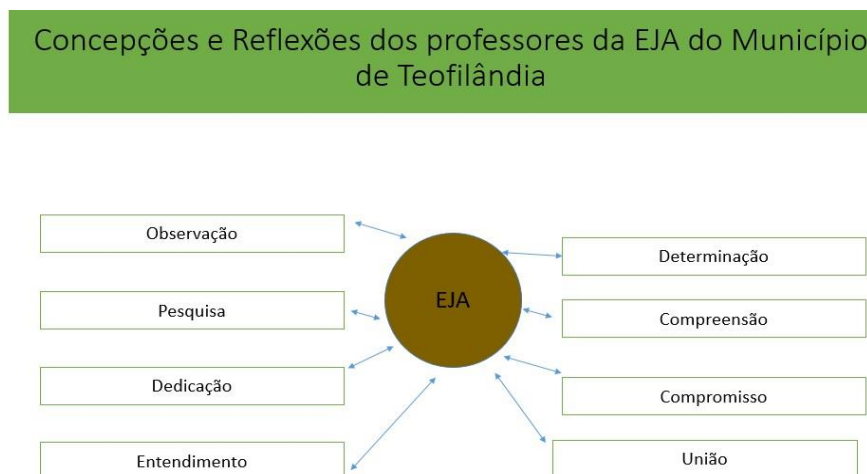 Concepções e Reflexões dos professores da EJA do Município
de Teofilândia
Observação
Pesquisa
Dedicação
Entendimento
EJA
Determinação
Compreensão
Compromisso
União